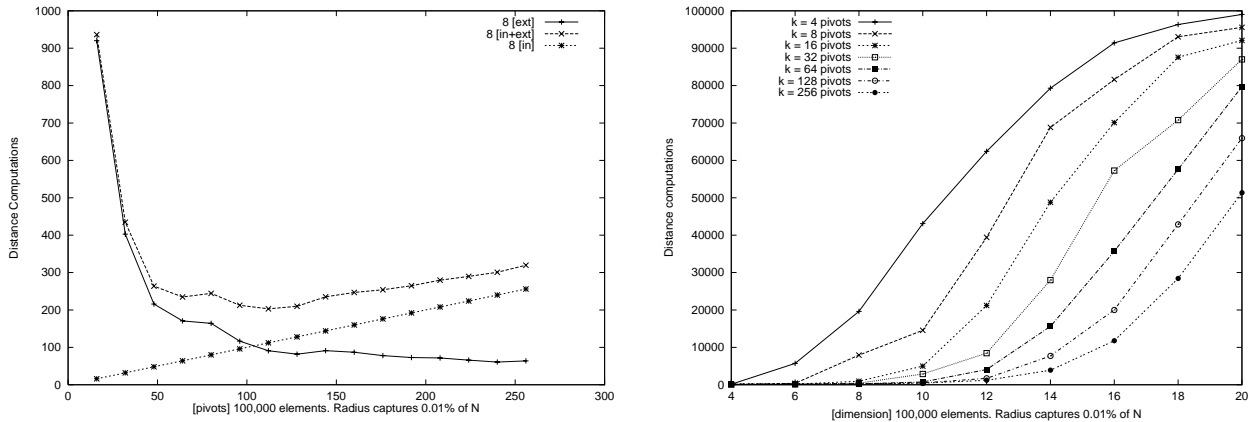 1000
900
800
700
600
500
400
300
200
100
0
0
50
100
150
200
250
300
Distance Computations
[pivots] 100,000 elements. Radius captures 0.01% of N
8 [ext]
8 [in+ext]
8 [in]
100000
90000
80000
70000
60000
50000
40000
30000
20000
10000
0
4
6
8
10
12
14
16
18
20
Distance computations
[dimension] 100,000 elements. Radius captures 0.01% of N
k = 4 pivots
k = 8 pivots
k = 16 pivots
k = 32 pivots
k = 64 pivots
k = 128 pivots
k = 256 pivots